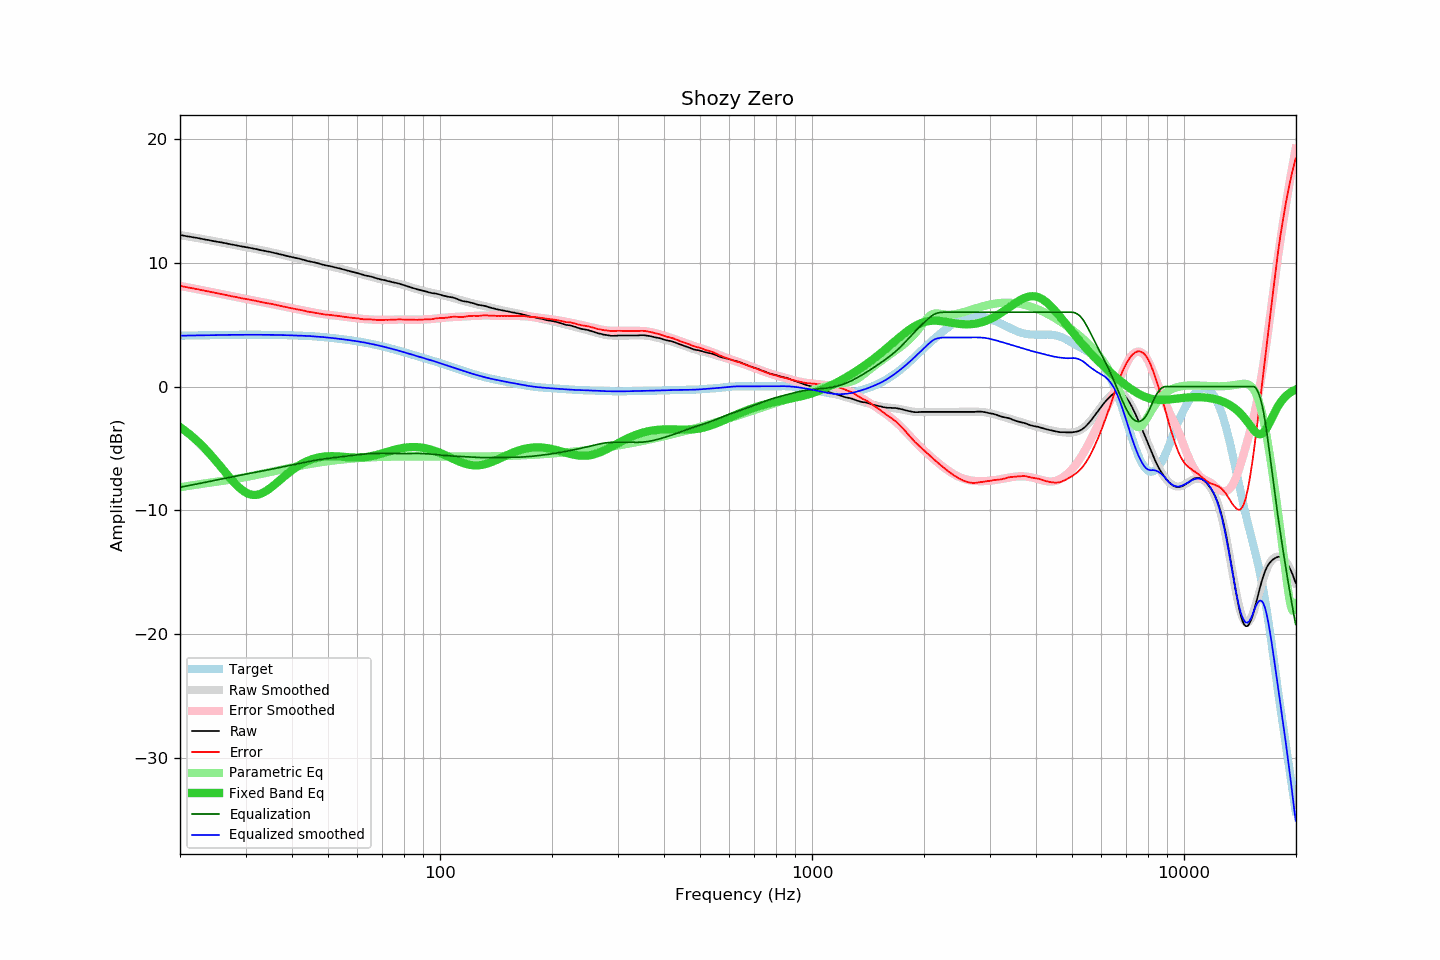 Shozy Zero
20
10
0
−10
−20
−30
Amplitude (dBr)
Target
Raw Smoothed
Error Smoothed
Raw
Error
Parametric Eq
Fixed Band Eq
Equalization
Equalized smoothed
100
1000
10000
Frequency (Hz)